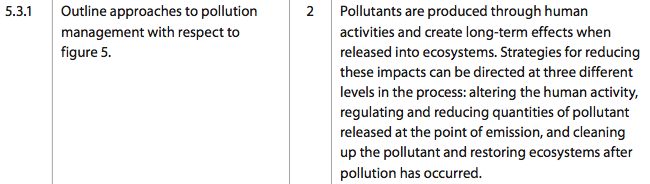 5.3.1 Outline approaches to pollution management with respect to figure 5. 2 Pollutants are produced through human
activities and create long-term effects when
released into ecosystems. Strategies for reducing
these impacts can be directed at three different
levels in the process: altering the human activity,
regulating and reducing quantities of pollutant
released at the point of emission, and cleaning
up the pollutant and restoring ecosystems after
pollution has occurred.